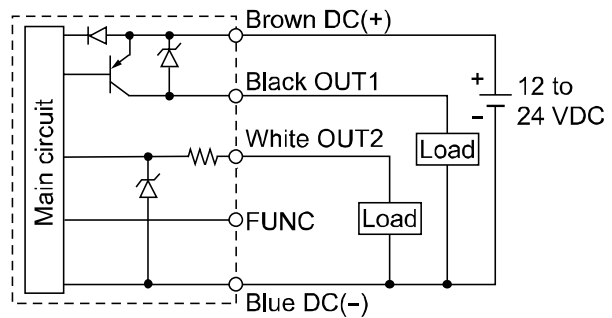 Brown DC(+)
Main circuit
Black OUT1
+
12 to
−
24 VDC
White OUT2
Load
Load
FUNC
Blue DC(−)